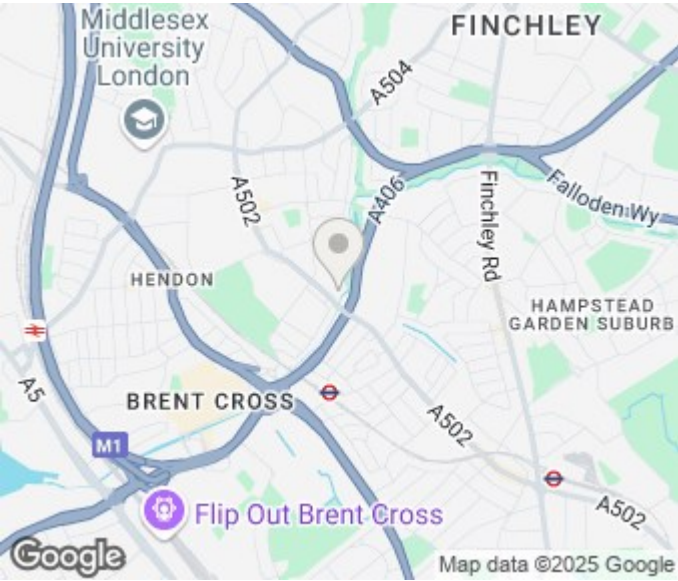 Middlesex
University
London
FINCHLEY
A504
A502
A406
Falloden Wy
Finchley Rd
HENDON
HAMPSTEAD
GARDEN SUBURB
A5
BRENT CROSS
A502
M1
A502
Flip Out Brent Cross
Google
Map data ©2025 Google